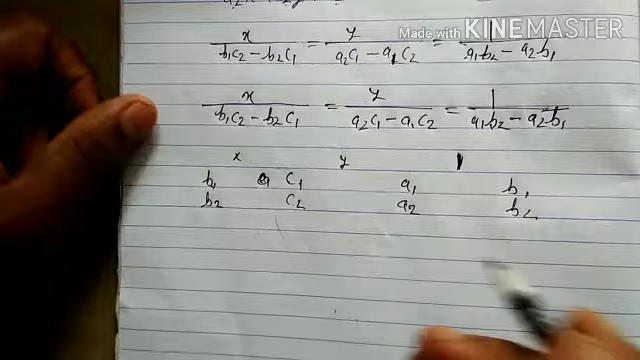 Made with KINEMASTER
x/(b₁c₂ − b₂c₁) = y/(a₂c₁ − a₁c₂) = /(a₁b₂ − a₂b₁)
x/(b₁c₂ − b₂c₁) = y/(a₂c₁ − a₁c₂) = 1/(a₁b₂ − a₂b₁)
x y 1
b₁ c₁ a₁ b₁
b₂ c₂ a₂ b₂